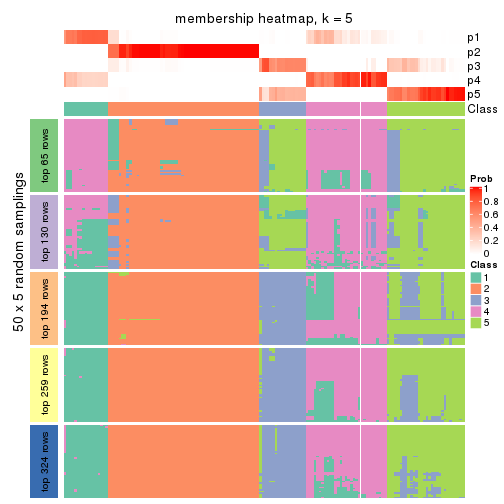 membership heatmap, k = 5
p1
p2
p3
p4
p5
Class
50 x 5 random samplings
top 65 rows
top 130 rows
top 194 rows
top 259 rows
top 324 rows
Prob
1
0.8
0.6
0.4
0.2
0
Class
1
2
3
4
5